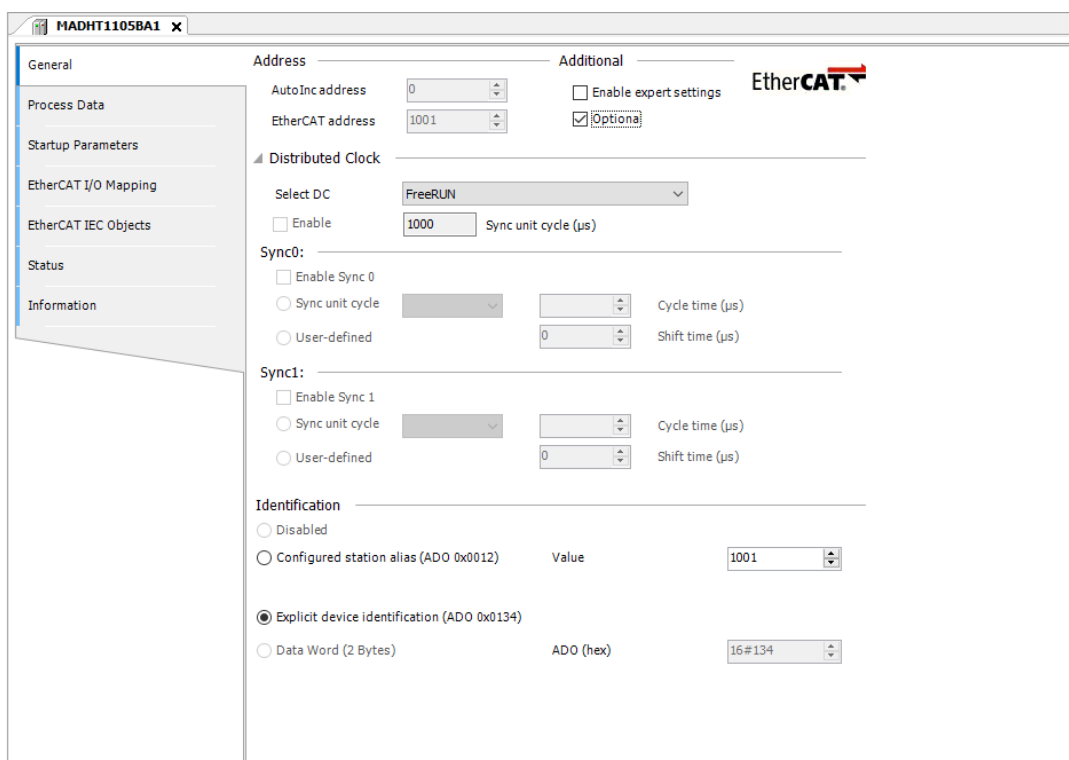 MADHT1105BA1 X
General
Process Data
Startup Parameters
EtherCAT I/O Mapping
EtherCAT IEC Objects
Status
Information
Address
AutoInc address 0
EtherCAT address 1001
Additional
Enable expert settings
Optional
EtherCAT®
Distributed Clock
Select DC FreeRUN
Enable 1000 Sync unit cycle (µs)
Sync0:
Enable Sync 0
Sync unit cycle Cycle time (µs)
User-defined 0 Shift time (µs)
Sync1:
Enable Sync 1
Sync unit cycle Cycle time (µs)
User-defined 0 Shift time (µs)
Identification
Disabled
Configured station alias (ADO 0x0012) Value 1001
Explicit device identification (ADO 0x0134)
Data Word (2 Bytes) ADO (hex) 16#134